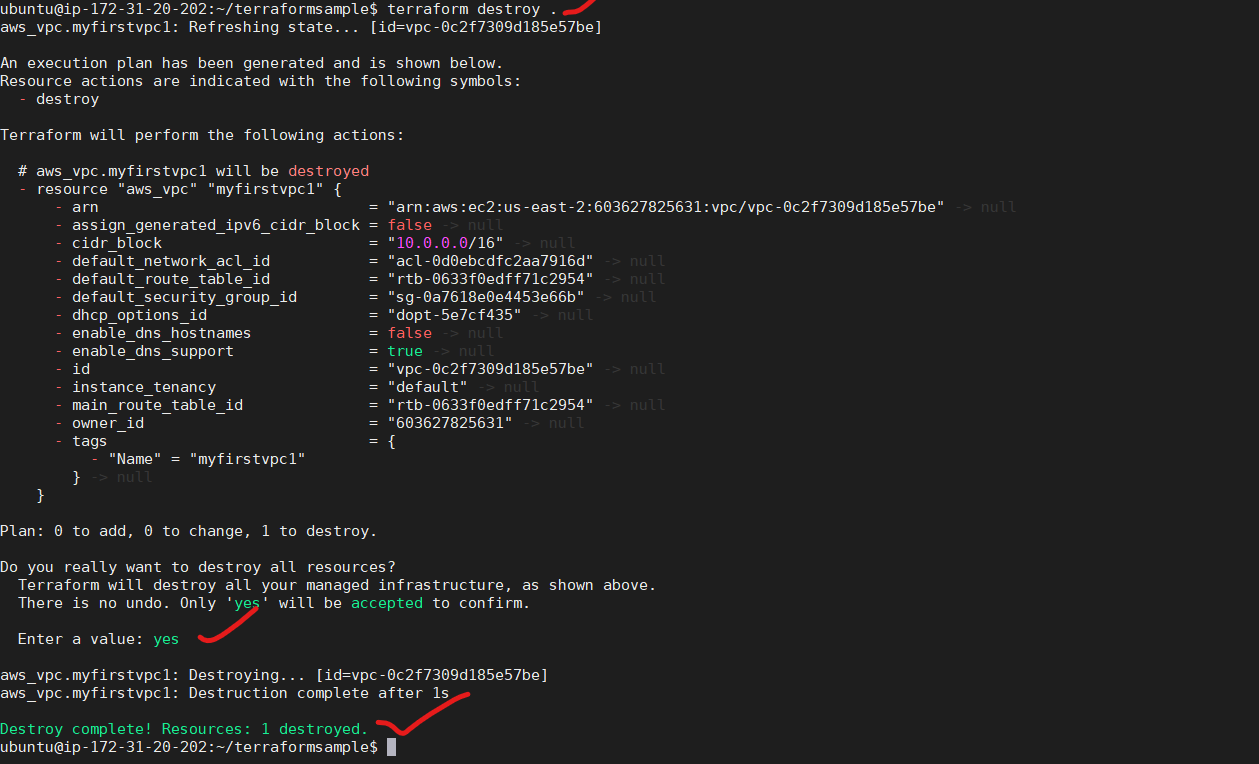 ubuntu@ip-172-31-20-202:~/terraformsample$ terraform destroy .
aws_vpc.myfirstvpc1: Refreshing state... [id=vpc-0c2f7309d185e57be]
An execution plan has been generated and is shown below.
Resource actions are indicated with the following symbols:
- destroy
Terraform will perform the following actions:
# aws_vpc.myfirstvpc1 will be destroyed
- resource "aws_vpc" "myfirstvpc1" {
- arn = "arn:aws:ec2:us-east-2:603627825631:vpc/vpc-0c2f7309d185e57be" -> null
- assign_generated_ipv6_cidr_block = false -> null
- cidr_block = "10.0.0.0/16" -> null
- default_network_acl_id = "acl-0d0ebcdfc2aa7916d" -> null
- default_route_table_id = "rtb-0633f0edff71c2954" -> null
- default_security_group_id = "sg-0a7618e0e4453e66b" -> null
- dhcp_options_id = "dopt-5e7cf435" -> null
- enable_dns_hostnames = false -> null
- enable_dns_support = true -> null
- id = "vpc-0c2f7309d185e57be" -> null
- instance_tenancy = "default" -> null
- main_route_table_id = "rtb-0633f0edff71c2954" -> null
- owner_id = "603627825631" -> null
- tags = {
- "Name" = "myfirstvpc1"
} -> null
}
Plan: 0 to add, 0 to change, 1 to destroy.
Do you really want to destroy all resources?
Terraform will destroy all your managed infrastructure, as shown above.
There is no undo. Only 'yes' will be accepted to confirm.
Enter a value: yes
aws_vpc.myfirstvpc1: Destroying... [id=vpc-0c2f7309d185e57be]
aws_vpc.myfirstvpc1: Destruction complete after 1s
Destroy complete! Resources: 1 destroyed.
ubuntu@ip-172-31-20-202:~/terraformsample$